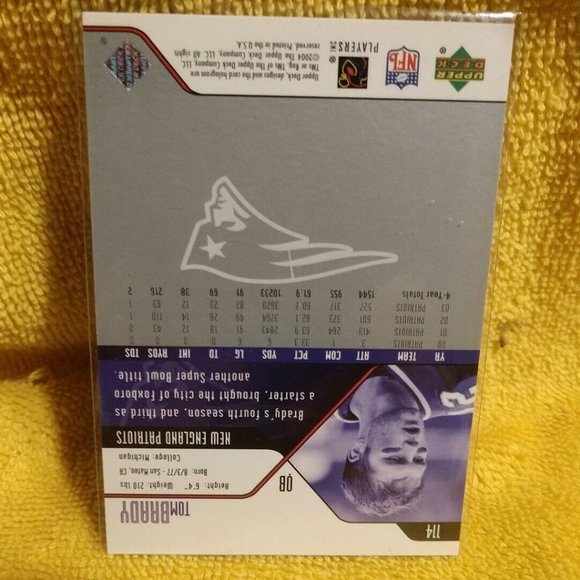 114
TOM BRADY
QB
Height: 6'4" Weight: 210 lbs
Born: 8/3/77 - San Mateo, CA
College: Michigan
NEW ENGLAND PATRIOTS
Brady's fourth season, and third as
a starter, brought the city of Foxboro
another Super Bowl title.
YR TEAM ATT COM PCT YDS LG TD INT RYDS TDS
00 PATRIOTS 3 1 33.3 6 6 0 0 0 0
01 PATRIOTS 413 264 63.9 2843 91 18 12 43 0
02 PATRIOTS 601 373 62.1 3764 49 28 14 110 1
03 PATRIOTS 527 317 60.2 3620 82 23 12 63 1
4-Year Totals 1544 955 61.9 10233 91 69 38 216 2
UPPER DECK
NFL
PLAYERS INC
Upper Deck, designs and the card hologram are
TMs or Reg. TMs of The Upper Deck Company, LLC.
©2004 The Upper Deck Company, LLC. All rights
reserved. Printed in the U.S.A.